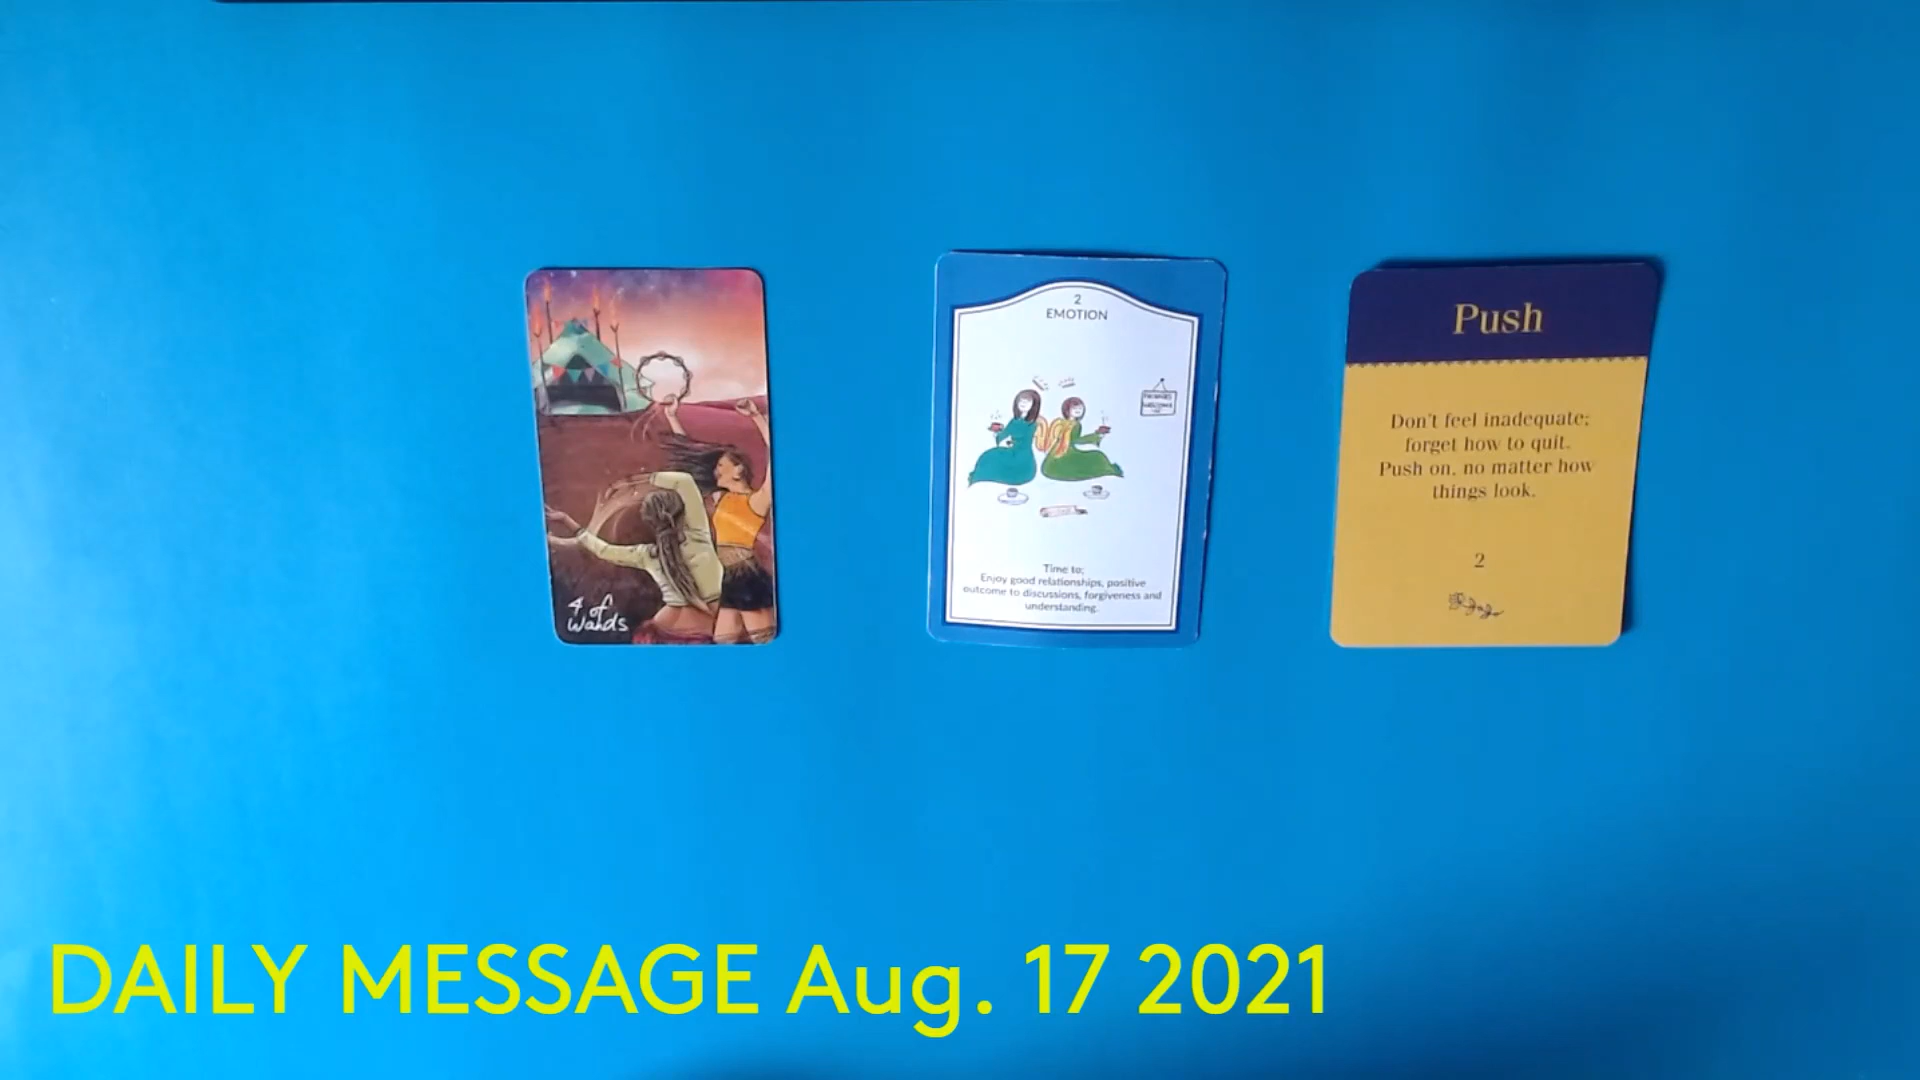 4 of
Wands
2
EMOTION
Time to;
Enjoy good relationships, positive
outcome to discussions, forgiveness and
understanding.
Push
Don't feel inadequate;
forget how to quit.
Push on, no matter how
things look.
2
DAILY MESSAGE Aug. 17 2021